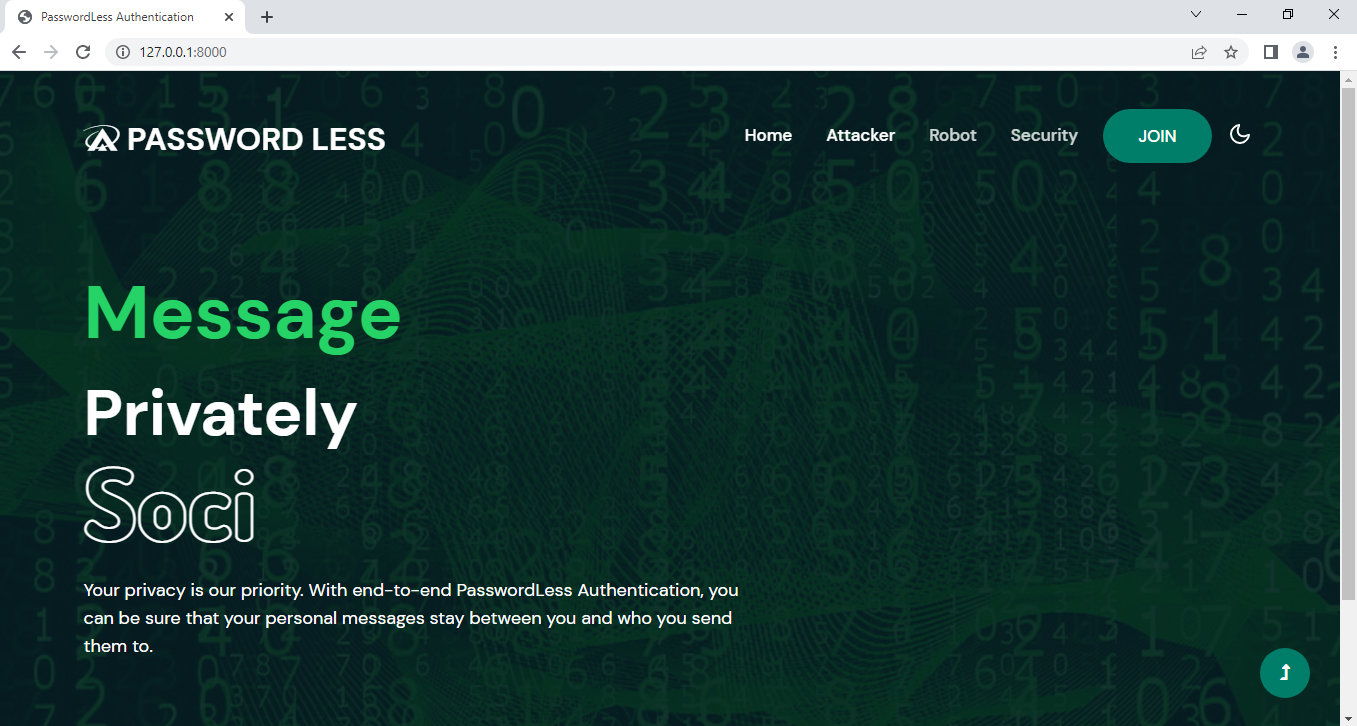 PasswordLess Authentication
127.0.0.1:8000
PASSWORD LESS
Home Attacker Robot Security JOIN
Message
Privately
Soci
Your privacy is our priority. With end-to-end PasswordLess Authentication, you
can be sure that your personal messages stay between you and who you send
them to.